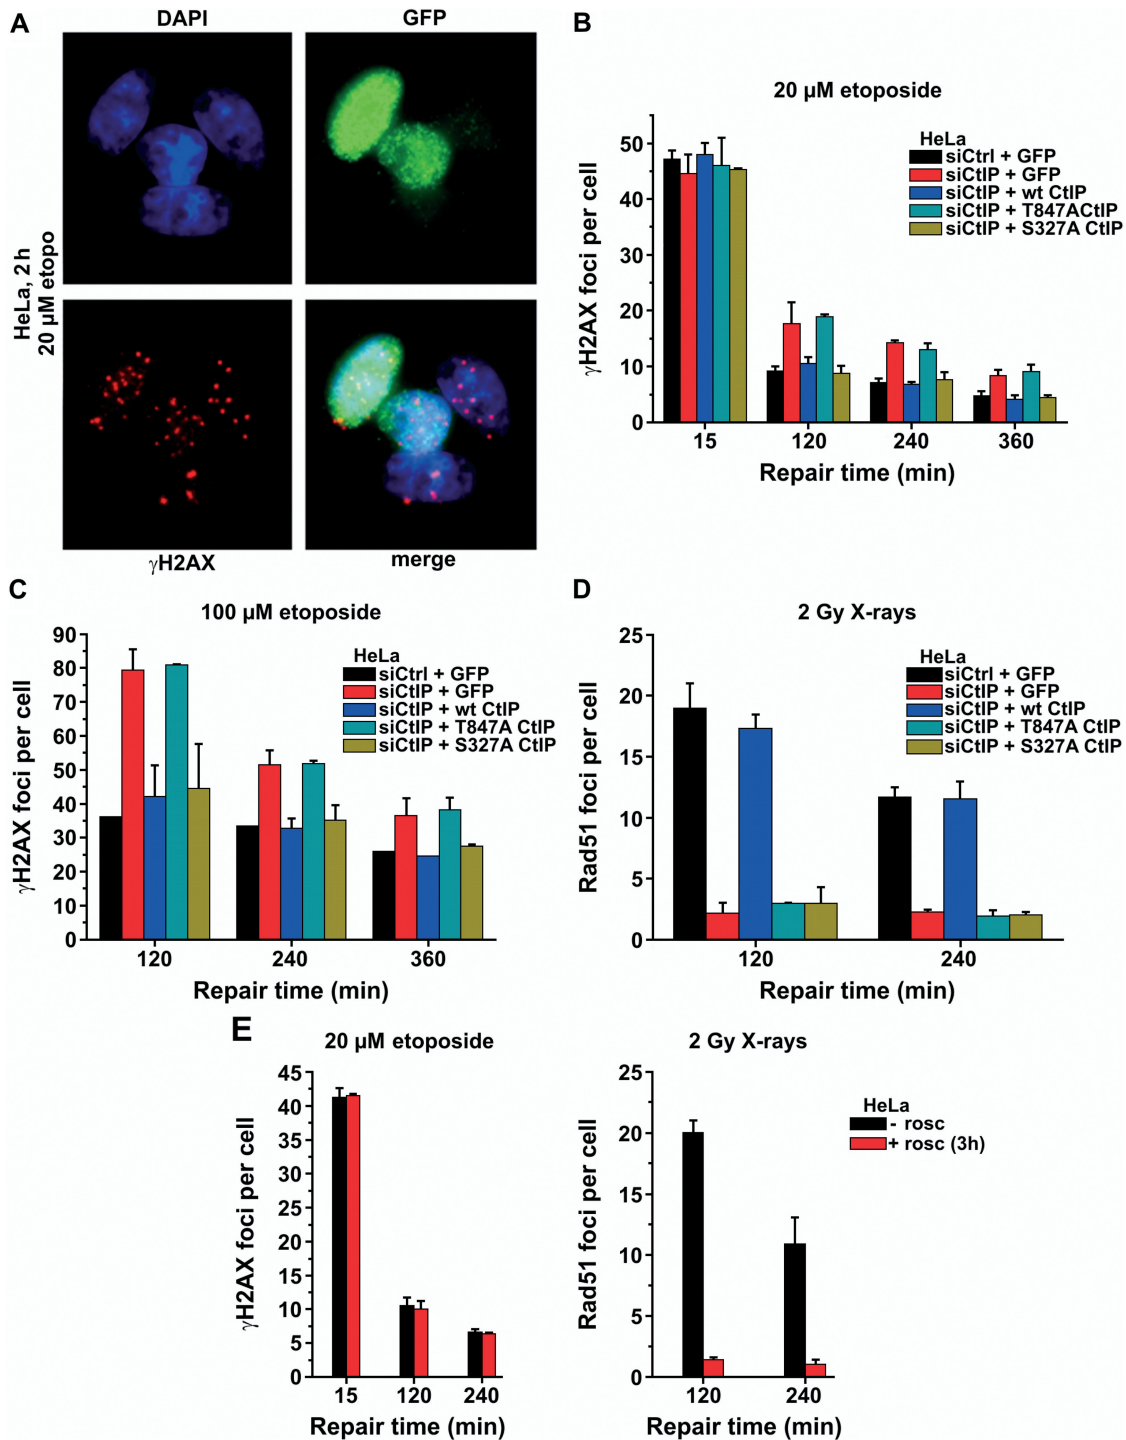 A
DAPI
GFP
HeLa, 2 h
20 µM etopo
γH2AX
merge
B
20 µM etoposide
γH2AX foci per cell
50
40
30
20
10
0
HeLa
siCtrl + GFP
siCtIP + GFP
siCtIP + wt CtIP
siCtIP + T847ACtIP
siCtIP + S327A CtIP
15 120 240 360
Repair time (min)
C
100 µM etoposide
γH2AX foci per cell
90
80
70
60
50
40
30
20
10
0
HeLa
siCtrl + GFP
siCtIP + GFP
siCtIP + wt CtIP
siCtIP + T847A CtIP
siCtIP + S327A CtIP
120 240 360
Repair time (min)
D
2 Gy X-rays
Rad51 foci per cell
25
20
15
10
5
0
HeLa
siCtrl + GFP
siCtIP + GFP
siCtIP + wt CtIP
siCtIP + T847A CtIP
siCtIP + S327A CtIP
120 240
Repair time (min)
E
20 µM etoposide
γH2AX foci per cell
45
40
35
30
25
20
15
10
5
0
15 120 240
Repair time (min)
2 Gy X-rays
Rad51 foci per cell
25
20
15
10
5
0
120 240
Repair time (min)
HeLa
- rosc
+ rosc (3h)